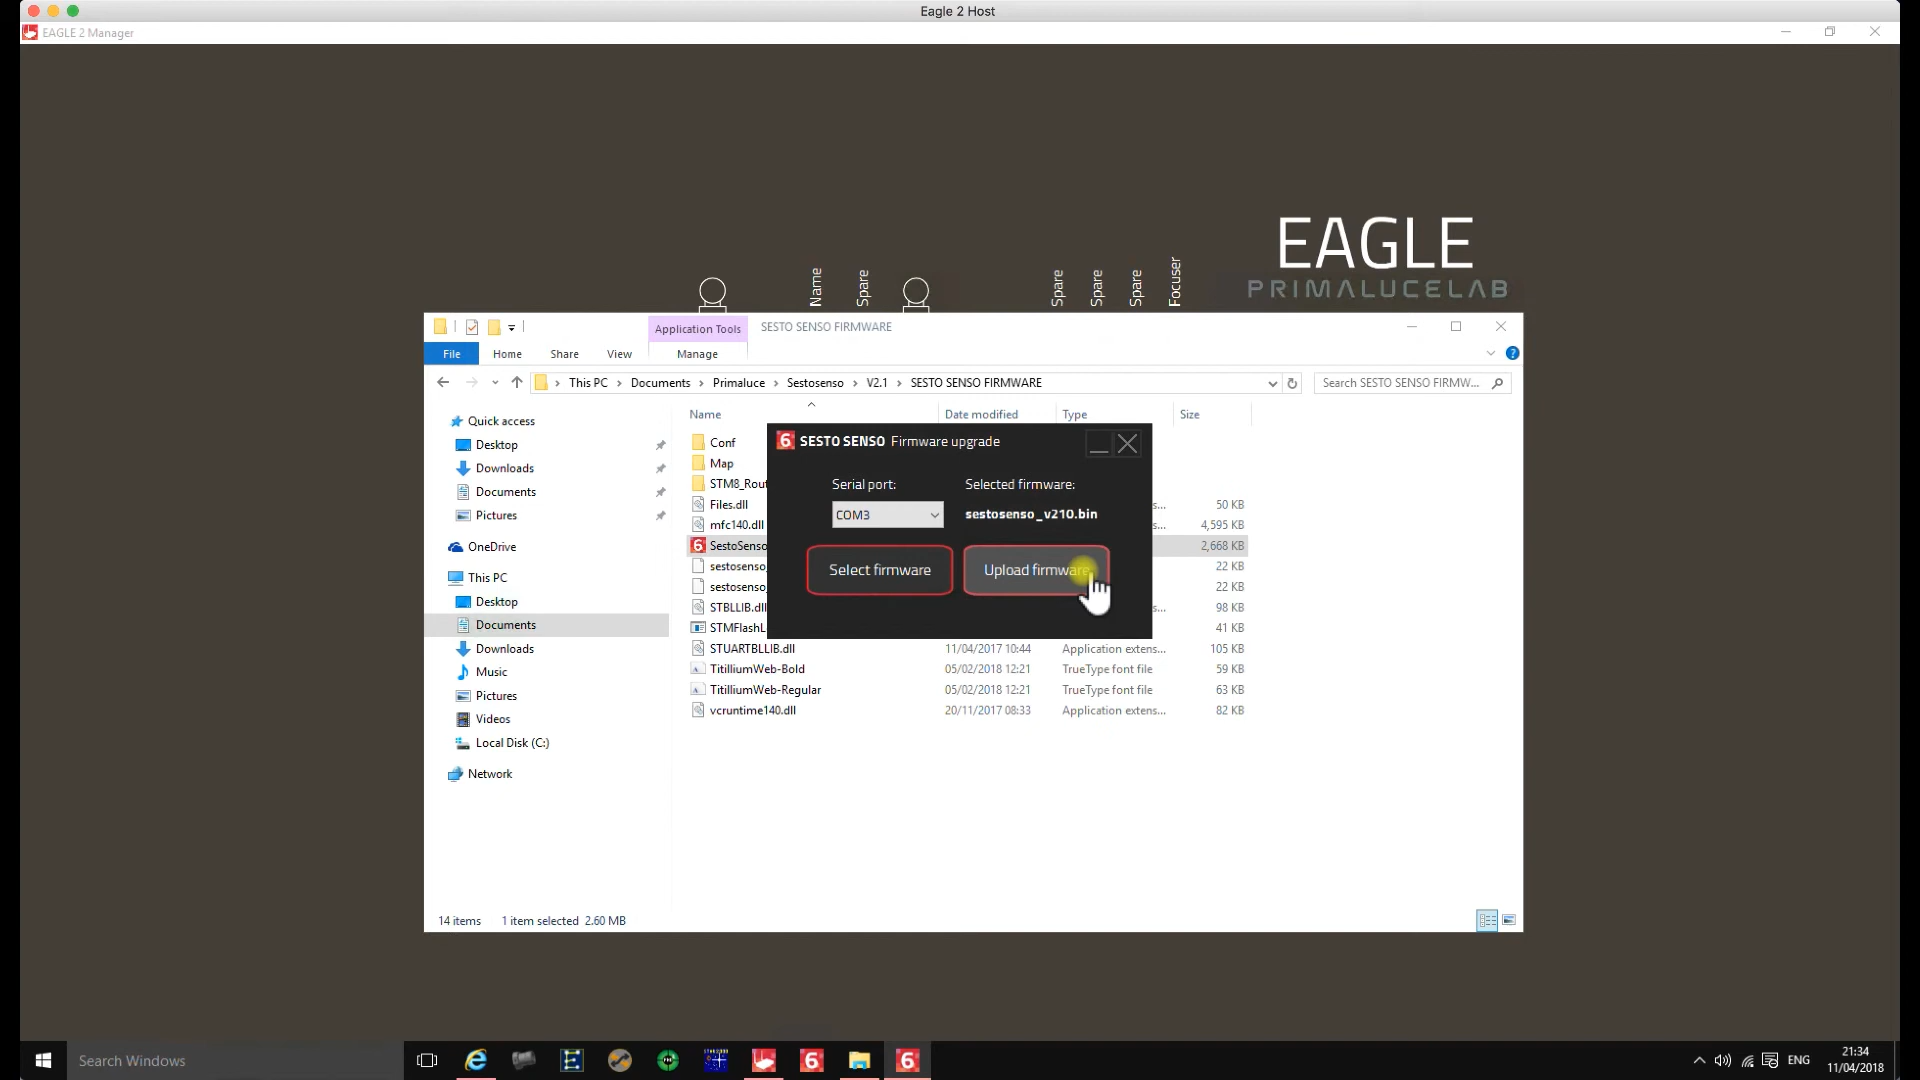 Eagle 2 Host
EAGLE 2 Manager
EAGLE
PRIMALUCELAB
Name
Spare
Spare
Spare
Spare
Focuser
Application Tools
SESTO SENSO FIRMWARE
File
Home
Share
View
Manage
This PC
Documents
Primaluce
Sestosenso
V2.1
SESTO SENSO FIRMWARE
Search SESTO SENSO FIRMW...
Name
Date modified
Type
Size
Quick access
Desktop
Downloads
Documents
Pictures
OneDrive
This PC
Desktop
Documents
Downloads
Music
Pictures
Videos
Local Disk (C:)
Network
Conf
Map
STM8_Rou
Files.dll
s... 50 KB
mfc140.dll
s... 4,595 KB
SestoSenso
2,668 KB
sestosenso_
22 KB
sestosenso_
22 KB
STBLLIB.dll
s... 98 KB
STMFlashL
41 KB
STUARTBLLIB.dll 11/04/2017 10:44 Application extens... 105 KB
TitilliumWeb-Bold 05/02/2018 12:21 TrueType font file 59 KB
TitilliumWeb-Regular 05/02/2018 12:21 TrueType font file 63 KB
vcruntime140.dll 20/11/2017 08:33 Application extens... 82 KB
6 SESTO SENSO Firmware upgrade
Serial port:
Selected firmware:
COM3
sestosenso_v210.bin
Select firmware
Upload firmware
14 items
1 item selected 2.60 MB
Search Windows
6
6
ENG
21:34
11/04/2018